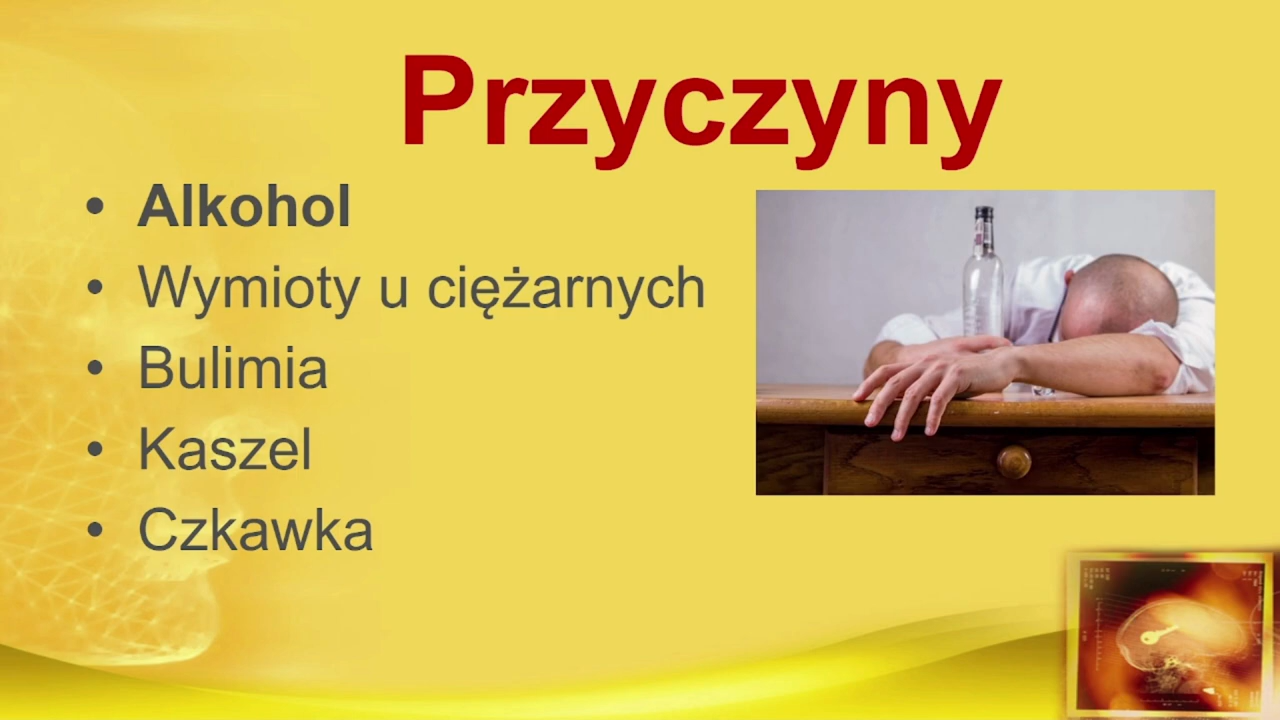 Przyczyny
• Alkohol
• Wymioty u ciężarnych
• Bulimia
• Kaszel
• Czkawka